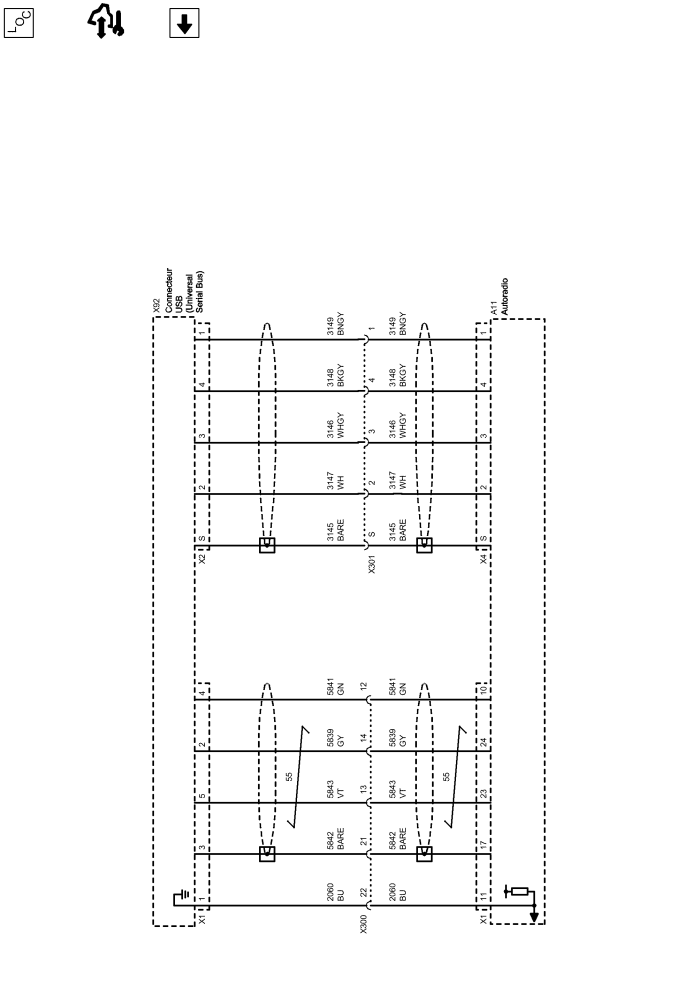 LOC
X92
Connecteur
USB
(Universal
Serial Bus)
A11
Autoradio
1
3149
BNGY
1
3149
BNGY
1
4
3148
BKGY
4
3148
BKGY
4
3
3146
WHGY
3
3146
WHGY
3
2
3147
WH
2
3147
WH
2
S
3145
BARE
S
3145
BARE
S
X2
X301
X4
4
5841
GN
12
5841
GN
10
2
5839
GY
14
5839
GY
24
55
55
5
5843
VT
13
5843
VT
23
3
5842
BARE
21
5842
BARE
17
1
2060
BU
22
2060
BU
11
X1
X300
X1